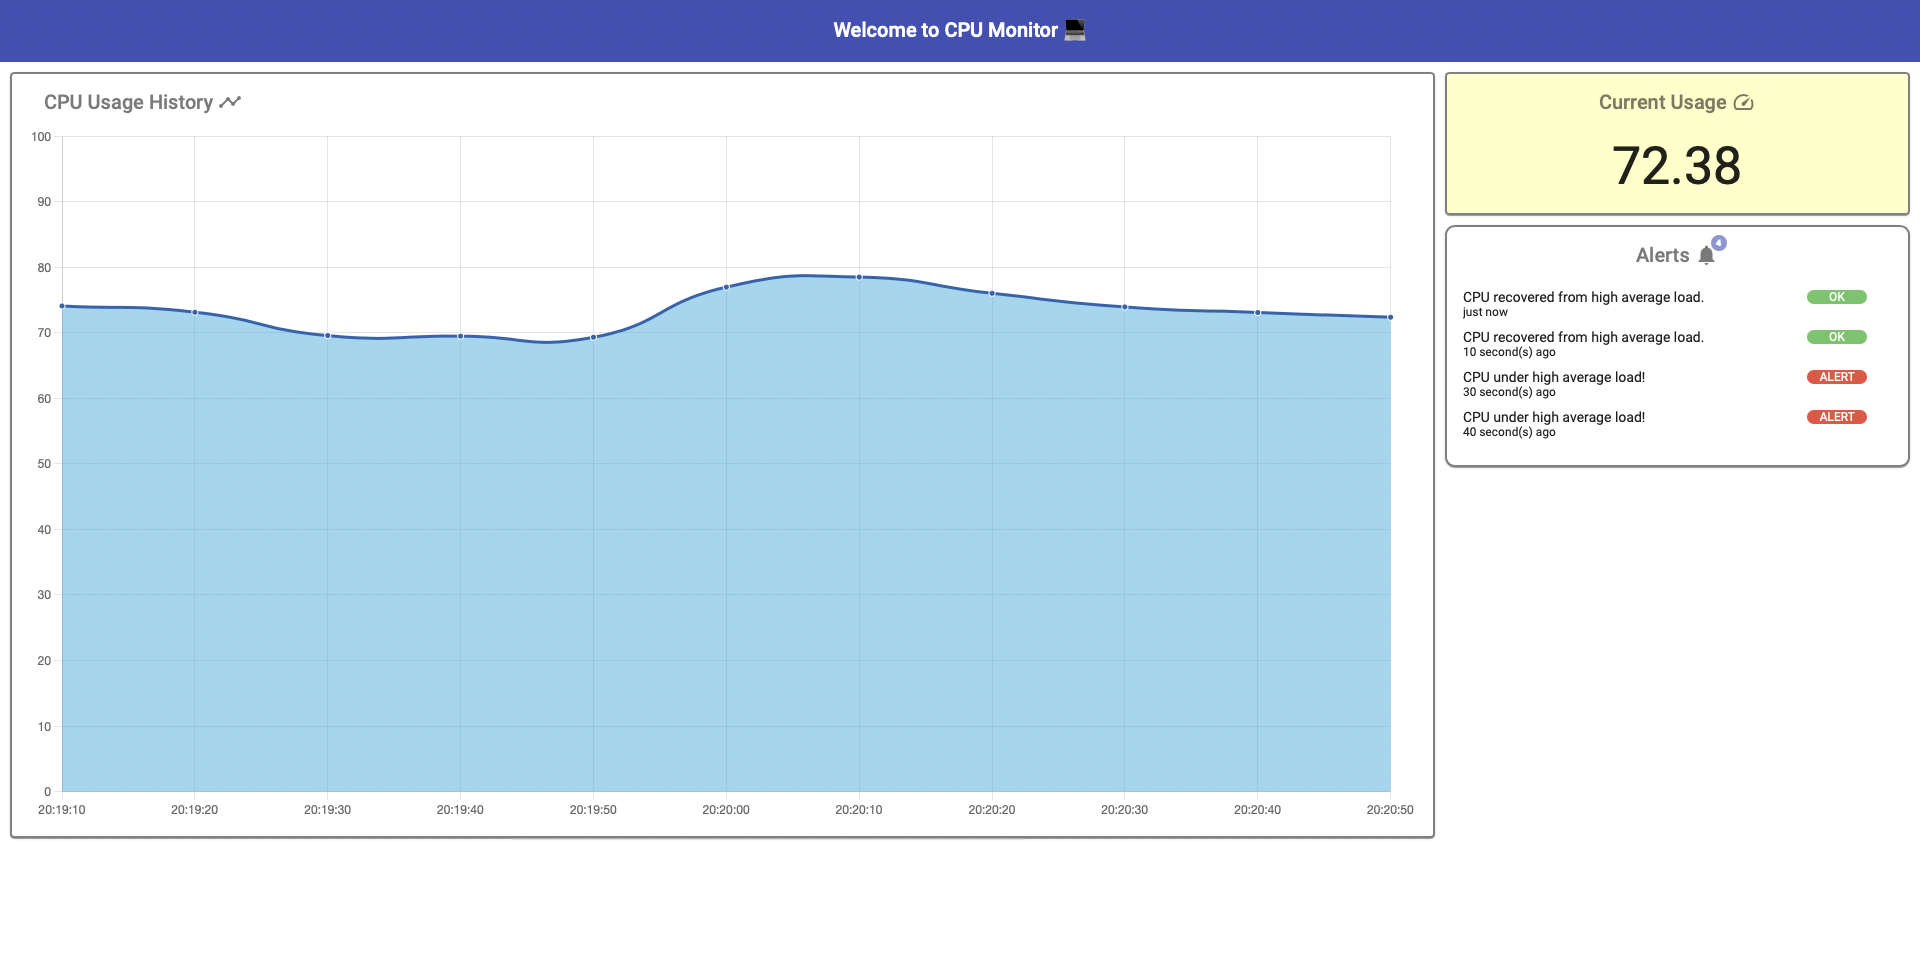 Welcome to CPU Monitor
CPU Usage History
100
90
80
70
60
50
40
30
20
10
0
20:19:10 20:19:20 20:19:30 20:19:40 20:19:50 20:20:00 20:20:10 20:20:20 20:20:30 20:20:40 20:20:50
Current Usage
72.38
Alerts 4
CPU recovered from high average load. OK
just now
CPU recovered from high average load. OK
10 second(s) ago
CPU under high average load! ALERT
30 second(s) ago
CPU under high average load! ALERT
40 second(s) ago